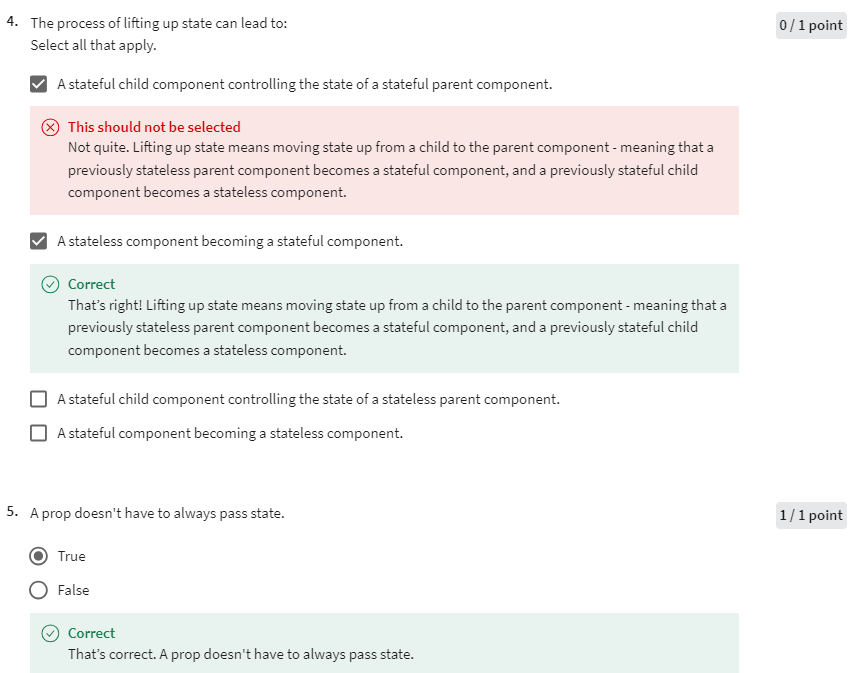 4. The process of lifting up state can lead to:
0 / 1 point
Select all that apply.
A stateful child component controlling the state of a stateful parent component.
This should not be selected
Not quite. Lifting up state means moving state up from a child to the parent component - meaning that a
previously stateless parent component becomes a stateful component, and a previously stateful child
component becomes a stateless component.
A stateless component becoming a stateful component.
Correct
That's right! Lifting up state means moving state up from a child to the parent component - meaning that a
previously stateless parent component becomes a stateful component, and a previously stateful child
component becomes a stateless component.
A stateful child component controlling the state of a stateless parent component.
A stateful component becoming a stateless component.
5. A prop doesn't have to always pass state.
1 / 1 point
True
False
Correct
That's correct. A prop doesn't have to always pass state.